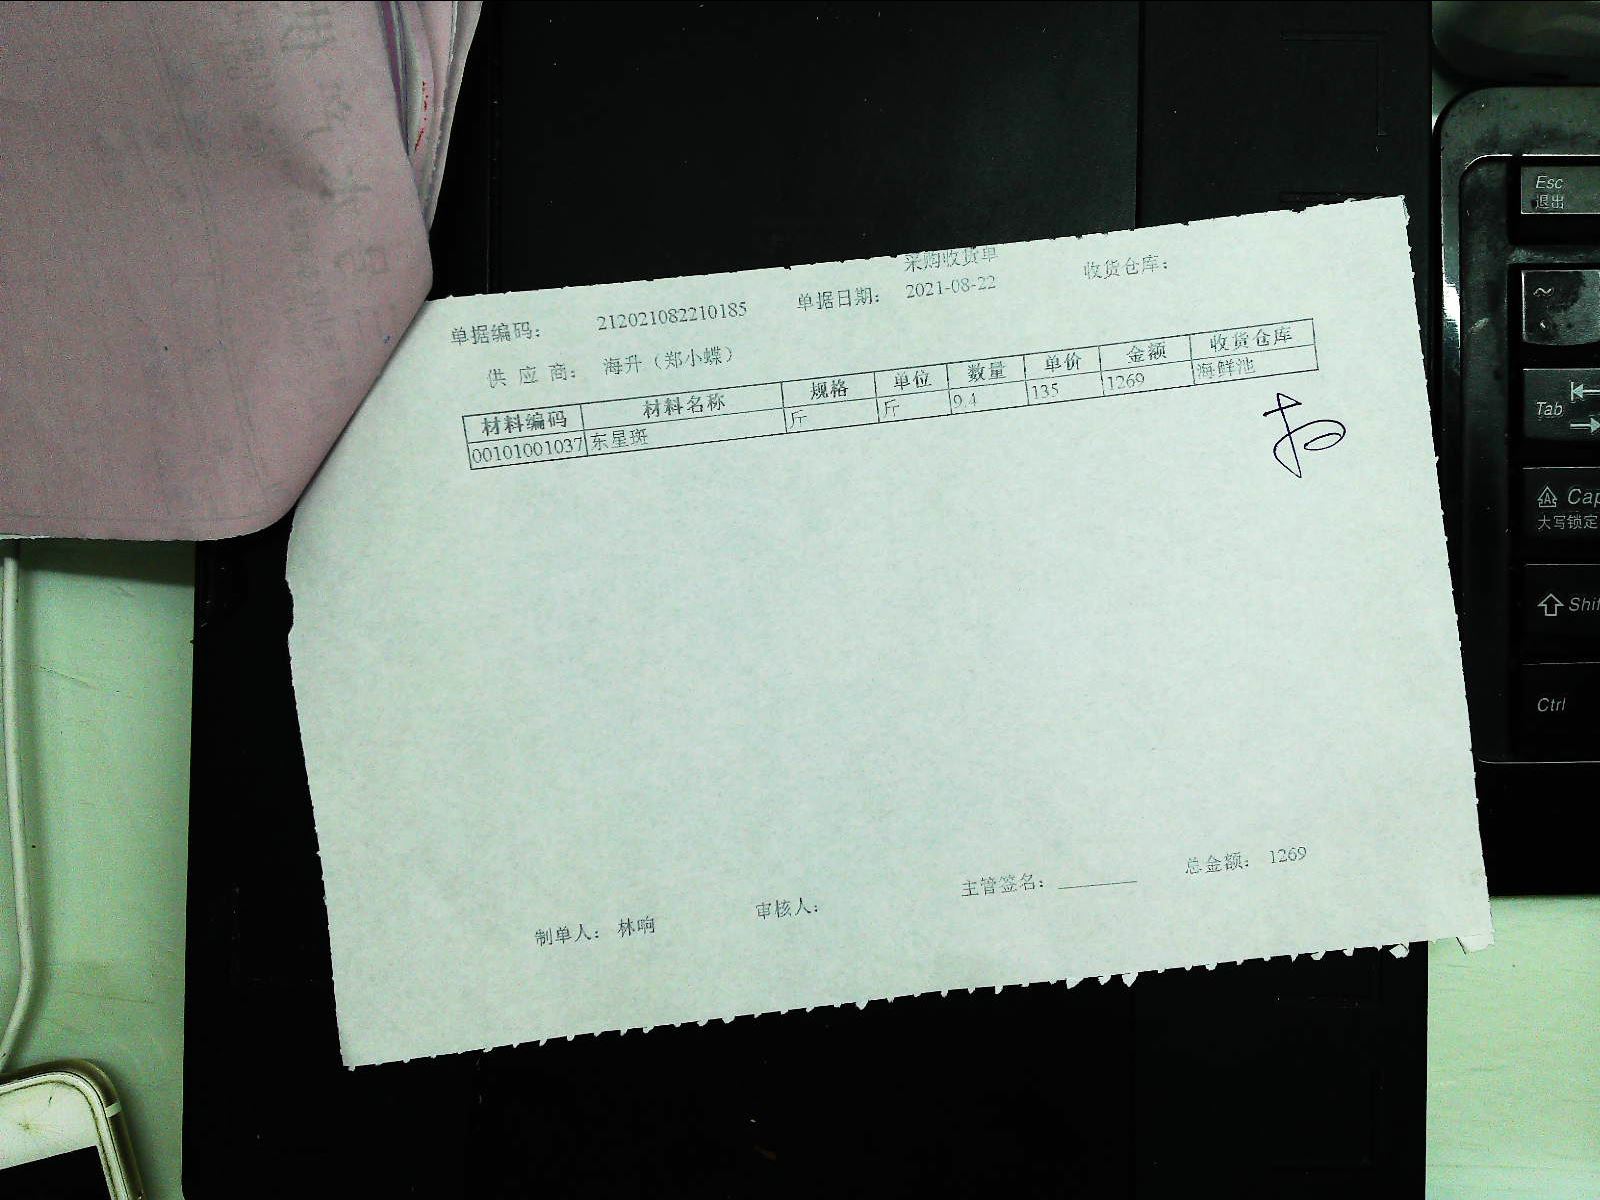 采购收货单
单据编码： 212021082210185 单据日期： 2021-08-22 收货仓库：
供 应 商： 海升（郑小蝶）
材料编码 材料名称 规格 单位 数量 单价 金额 收货仓库
00101001037 东星斑 斤 斤 9.4 135 1269 海鲜池
制单人： 林响 审核人： 主管签名： 总金额： 1269
Esc
退出
~
Tab
Cap
大写锁定
Shif
Ctrl